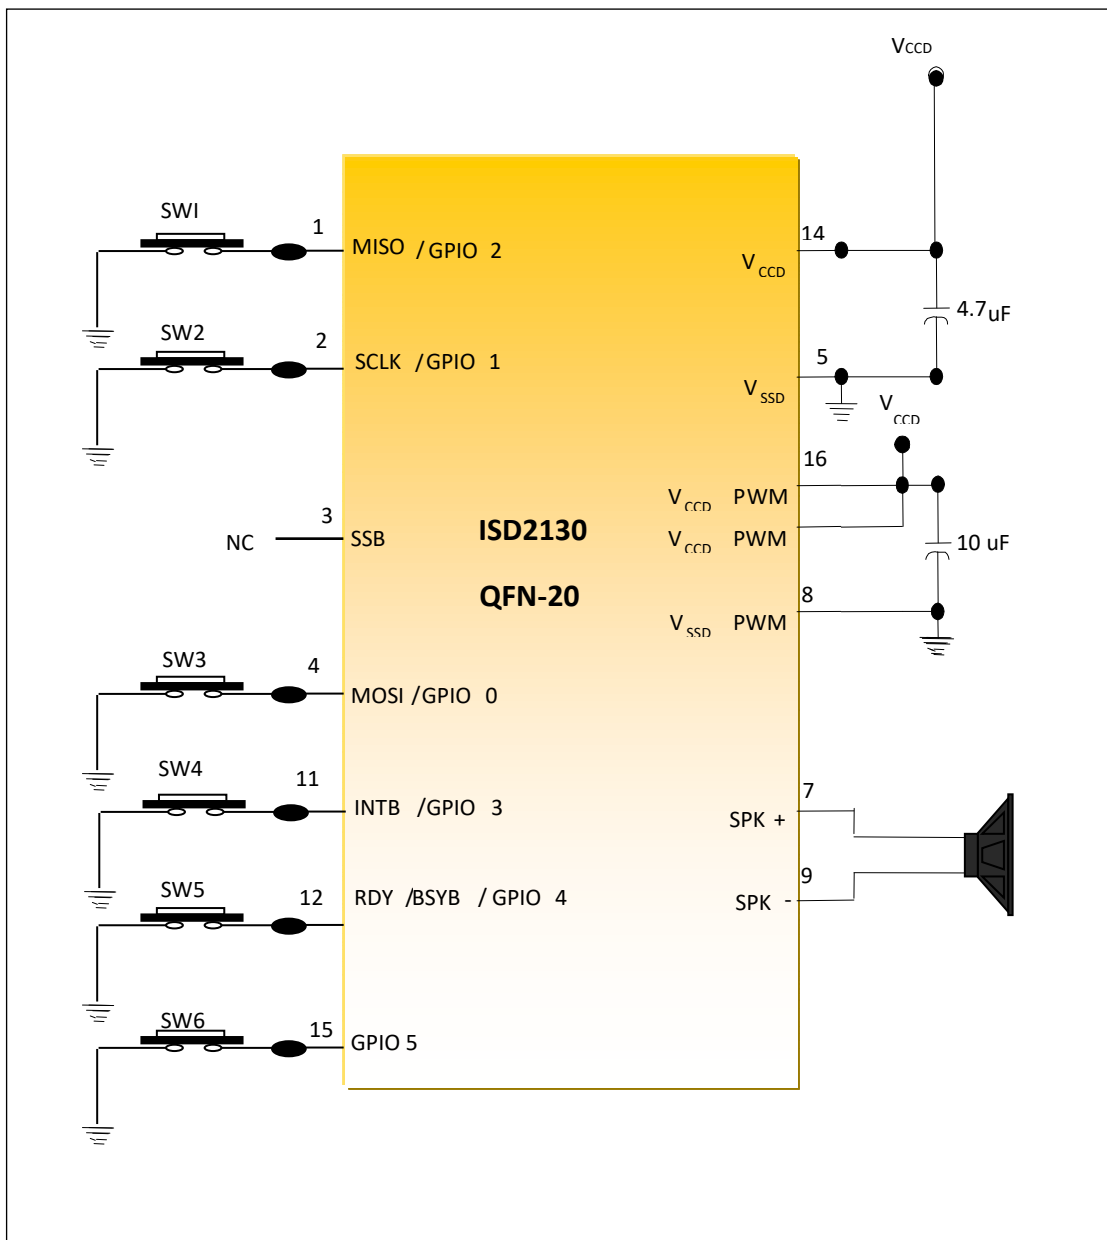 VCCD
SWI
1
MISO /GPIO 2
14
VCCD
4.7uF
SW2
2
SCLK /GPIO 1
5
VSSD
VCCD
16
VCCD PWM
3
NC
SSB
ISD2130
VCCD PWM
10 uF
QFN-20
8
VSSD PWM
SW3
4
MOSI /GPIO 0
SW4
11
INTB /GPIO 3
7
SPK +
SW5
12
RDY /BSYB /GPIO 4
9
SPK -
SW6
15
GPIO 5